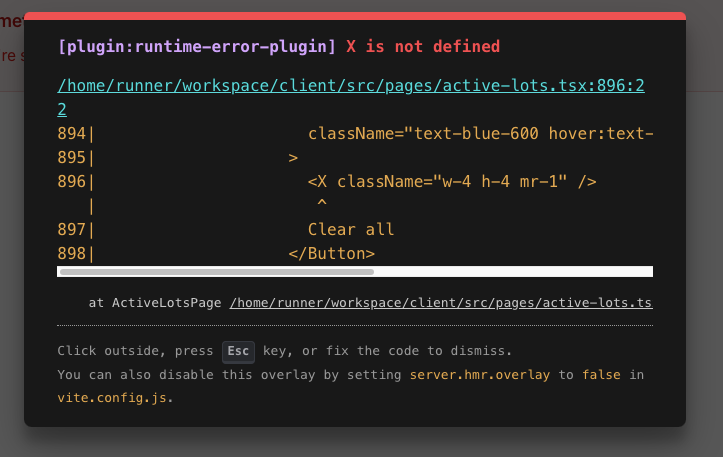 [plugin:runtime-error-plugin] X is not defined
/home/runner/workspace/client/src/pages/active-lots.tsx:896:2
2
894| className="text-blue-600 hover:text-
895| >
896| <X className="w-4 h-4 mr-1" />
| ^
897| Clear all
898| </Button>
at ActiveLotsPage /home/runner/workspace/client/src/pages/active-lots.ts
Click outside, press Esc key, or fix the code to dismiss.
You can also disable this overlay by setting server.hmr.overlay to false in
vite.config.js.